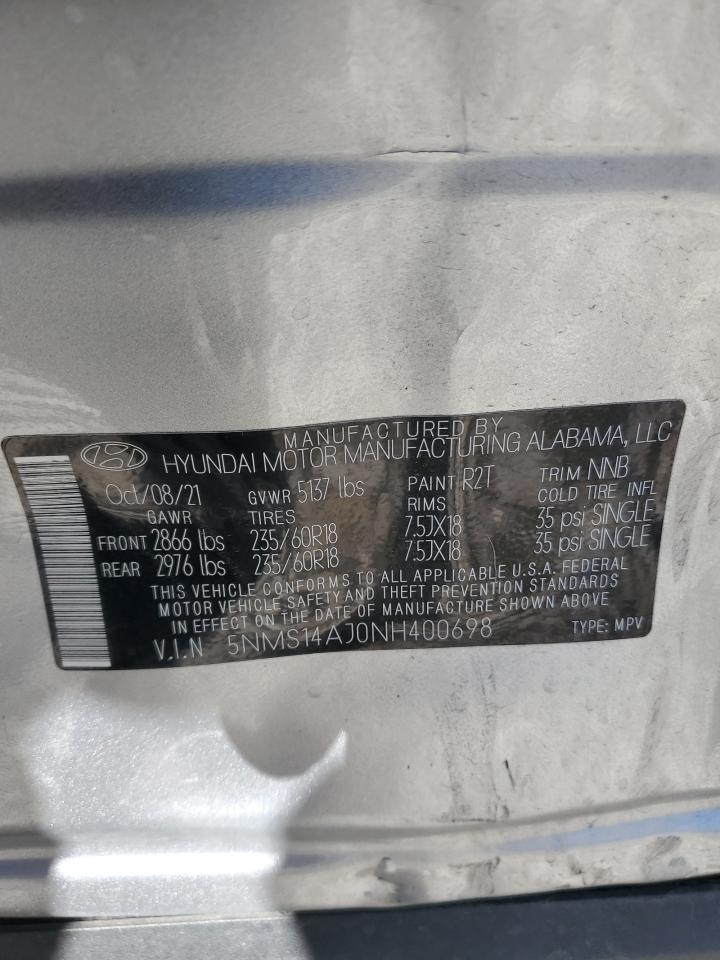 MANUFACTURED BY
HYUNDAI MOTOR MANUFACTURING ALABAMA, LLC
Oct/08/21 GVWR 5137 lbs PAINT R2T TRIM NNB
GAWR TIRES RIMS COLD TIRE INFL
FRONT 2866 lbs 235/60R18 7.5JX18 35 psi SINGLE
REAR 2976 lbs 235/60R18 7.5JX18 35 psi SINGLE
THIS VEHICLE CONFORMS TO ALL APPLICABLE U.S.A. FEDERAL
MOTOR VEHICLE SAFETY AND THEFT PREVENTION STANDARDS
IN EFFECT ON THE DATE OF MANUFACTURE SHOWN ABOVE
V.I.N 5NMS14AJ0NH400698 TYPE: MPV